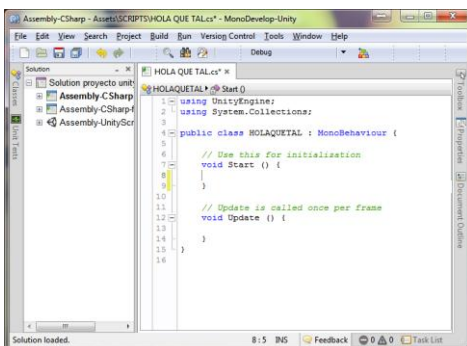 Assembly-CSharp - Assets\SCRIPTS\HOLA QUE TAL.cs* - MonoDevelop-Unity
File Edit View Search Project Build Run Version Control Tools Window Help
Debug
Solution
Solution proyecto unity
Assembly-CSharp
Assembly-CSharp-f
Assembly-UnityScr
Classes
Unit Tests
HOLA QUE TAL.cs*
HOLAQUETAL Start ()
1 using UnityEngine;
2 using System.Collections;
3
4 public class HOLAQUETAL : MonoBehaviour {
5
6 // Use this for initialization
7 void Start () {
8
9 }
10
11 // Update is called once per frame
12 void Update () {
13
14 }
15 }
16
Toolbox
Properties
Document Outline
Solution loaded.
8 : 5 INS Feedback 0 0 Task List